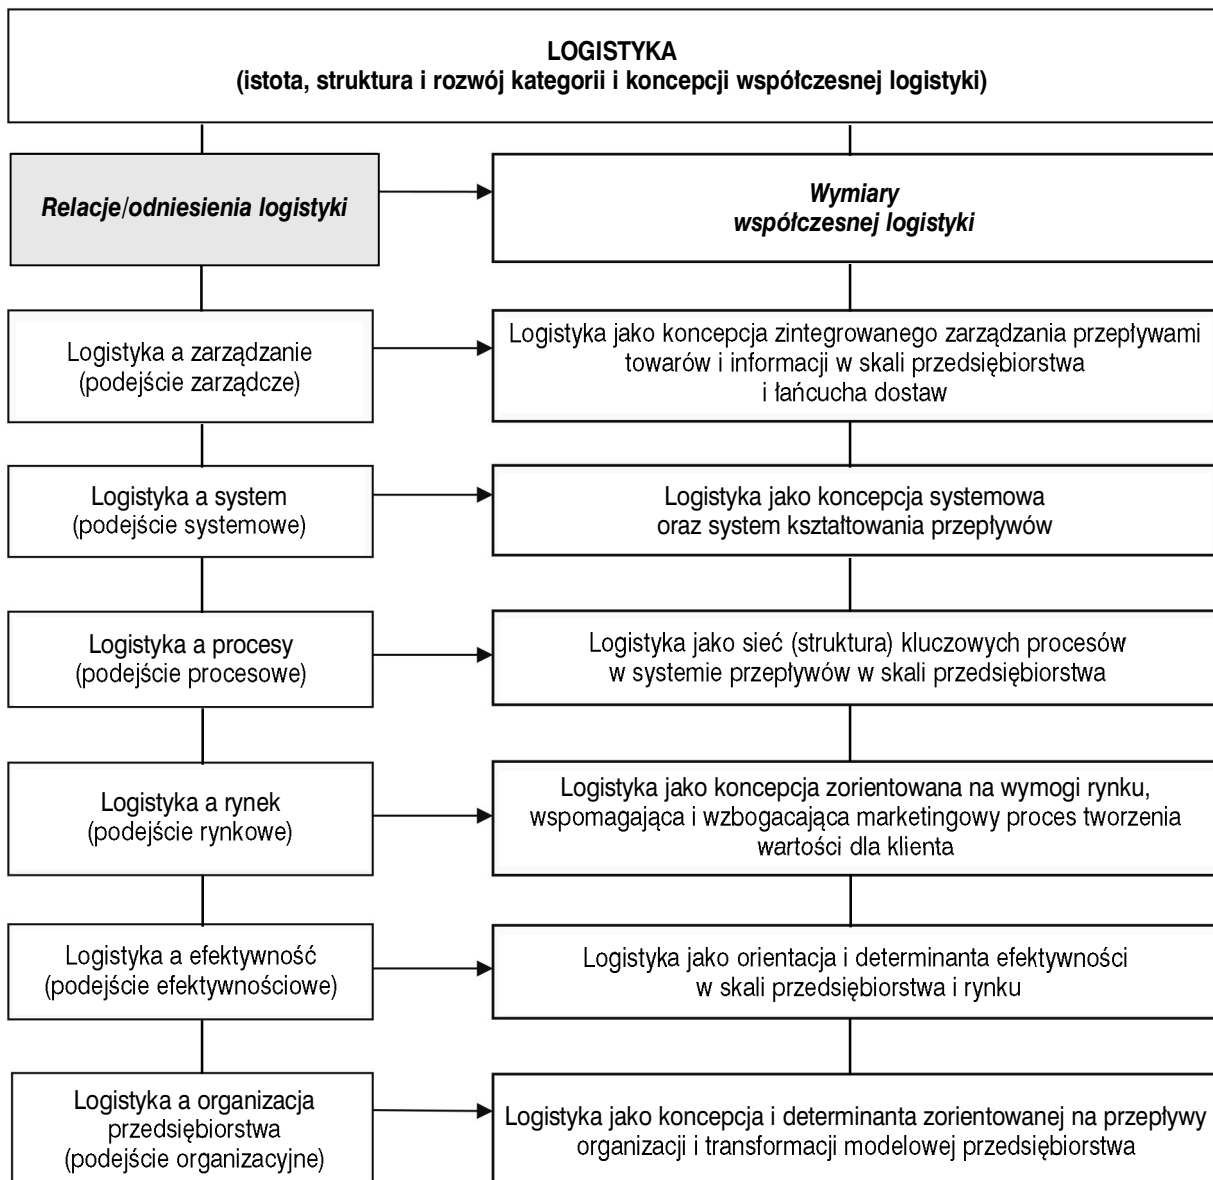 LOGISTYKA
(istota, struktura i rozwój kategorii i koncepcji współczesnej logistyki)
Relacje/odniesienia logistyki
Wymiary
współczesnej logistyki
Logistyka a zarządzanie
(podejście zarządcze)
Logistyka jako koncepcja zintegrowanego zarządzania przepływami
towarów i informacji w skali przedsiębiorstwa
i łańcucha dostaw
Logistyka a system
(podejście systemowe)
Logistyka jako koncepcja systemowa
oraz system kształtowania przepływów
Logistyka a procesy
(podejście procesowe)
Logistyka jako sieć (struktura) kluczowych procesów
w systemie przepływów w skali przedsiębiorstwa
Logistyka a rynek
(podejście rynkowe)
Logistyka jako koncepcja zorientowana na wymogi rynku,
wspomagająca i wzbogacająca marketingowy proces tworzenia
wartości dla klienta
Logistyka a efektywność
(podejście efektywnościowe)
Logistyka jako orientacja i determinanta efektywności
w skali przedsiębiorstwa i rynku
Logistyka a organizacja
przedsiębiorstwa
(podejście organizacyjne)
Logistyka jako koncepcja i determinanta zorientowanej na przepływy
organizacji i transformacji modelowej przedsiębiorstwa